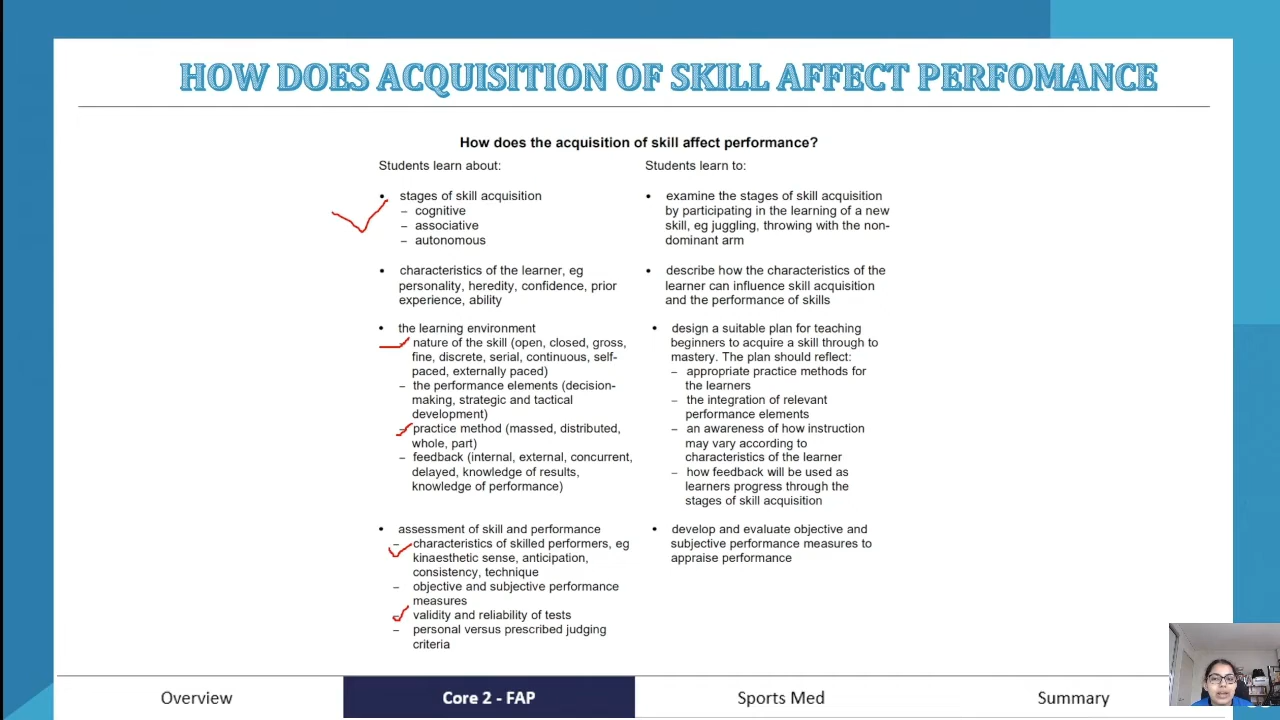 HOW DOES ACQUISITION OF SKILL AFFECT PERFOMANCE
How does the acquisition of skill affect performance?
Students learn about:
• stages of skill acquisition
– cognitive
– associative
– autonomous
• characteristics of the learner, eg
personality, heredity, confidence, prior
experience, ability
• the learning environment
nature of the skill (open, closed, gross,
fine, discrete, serial, continuous, self-
paced, externally paced)
– the performance elements (decision-
making, strategic and tactical
development)
– practice method (massed, distributed,
whole, part)
– feedback (internal, external, concurrent,
delayed, knowledge of results,
knowledge of performance)
• assessment of skill and performance
– characteristics of skilled performers, eg
kinaesthetic sense, anticipation,
consistency, technique
– objective and subjective performance
measures
– validity and reliability of tests
– personal versus prescribed judging
criteria
Students learn to:
• examine the stages of skill acquisition
by participating in the learning of a new
skill, eg juggling, throwing with the non-
dominant arm
• describe how the characteristics of the
learner can influence skill acquisition
and the performance of skills
• design a suitable plan for teaching
beginners to acquire a skill through to
mastery. The plan should reflect:
– appropriate practice methods for
the learners
– the integration of relevant
performance elements
– an awareness of how instruction
may vary according to
characteristics of the learner
– how feedback will be used as
learners progress through the
stages of skill acquisition
• develop and evaluate objective and
subjective performance measures to
appraise performance
Overview
Core 2 - FAP
Sports Med
Summary